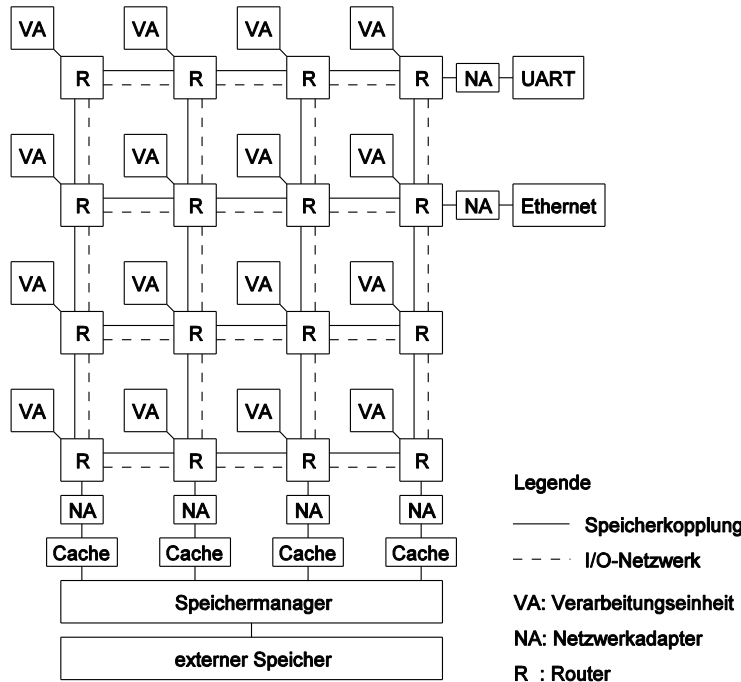 VA VA VA VA
R R R R NA UART
VA VA VA VA
R R R R NA Ethernet
VA VA VA VA
R R R R
VA VA VA VA
R R R R
NA NA NA NA
Cache Cache Cache Cache
Speichermanager
externer Speicher
Legende
Speicherkopplung
I/O-Netzwerk
VA: Verarbeitungseinheit
NA: Netzwerkadapter
R : Router